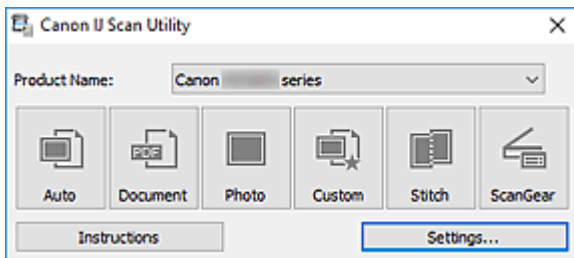 Canon IJ Scan Utility
Product Name: Canon series
PDF
Auto Document Photo Custom Stitch ScanGear
Instructions Settings...